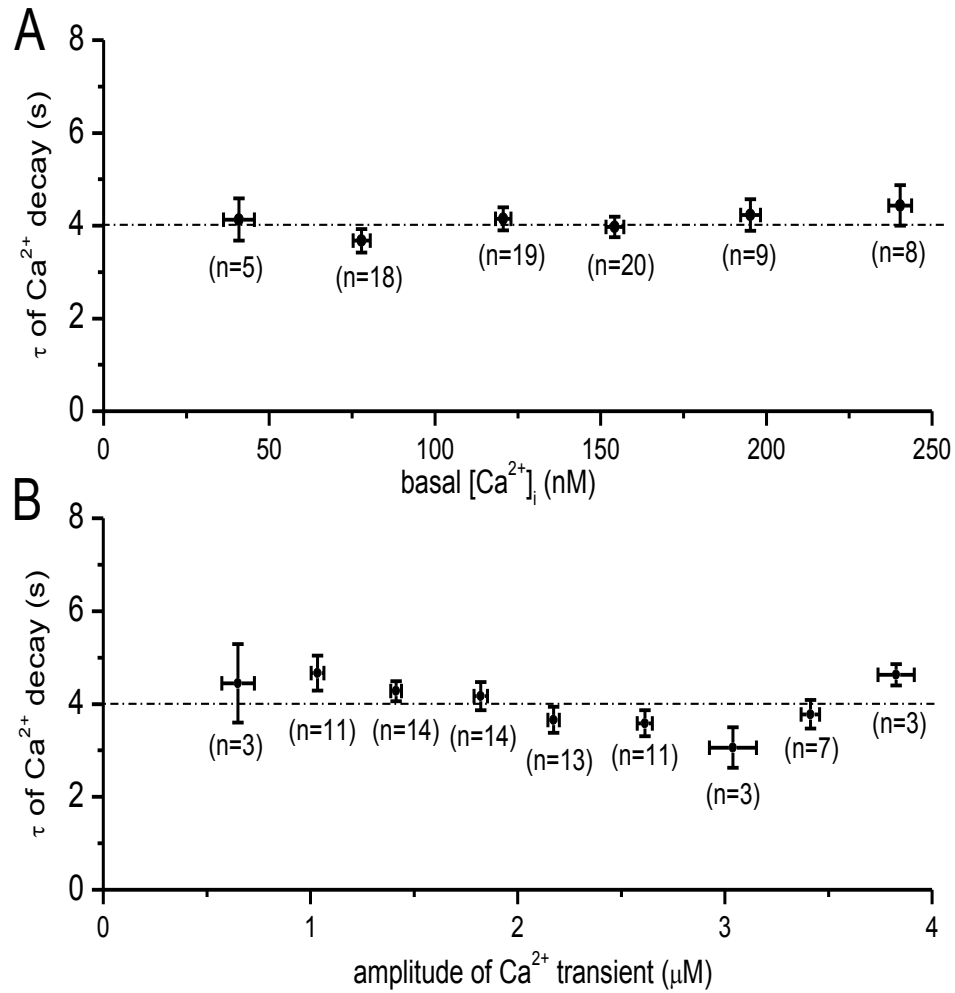 A
τ of Ca²⁺ decay (s)
8
6
4
2
0
(n=5)
(n=18)
(n=19)
(n=20)
(n=9)
(n=8)
0 50 100 150 200 250
basal [Ca²⁺]ᵢ (nM)
B
τ of Ca²⁺ decay (s)
8
6
4
2
0
(n=3)
(n=11)
(n=14)
(n=14)
(n=13)
(n=11)
(n=3)
(n=7)
(n=3)
0 1 2 3 4
amplitude of Ca²⁺ transient (μM)